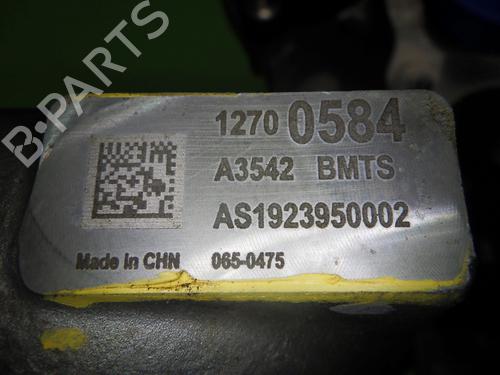 B-PARTS
1270 0584
A3542 BMTS
AS1923950002
Made in CHN 065-0475